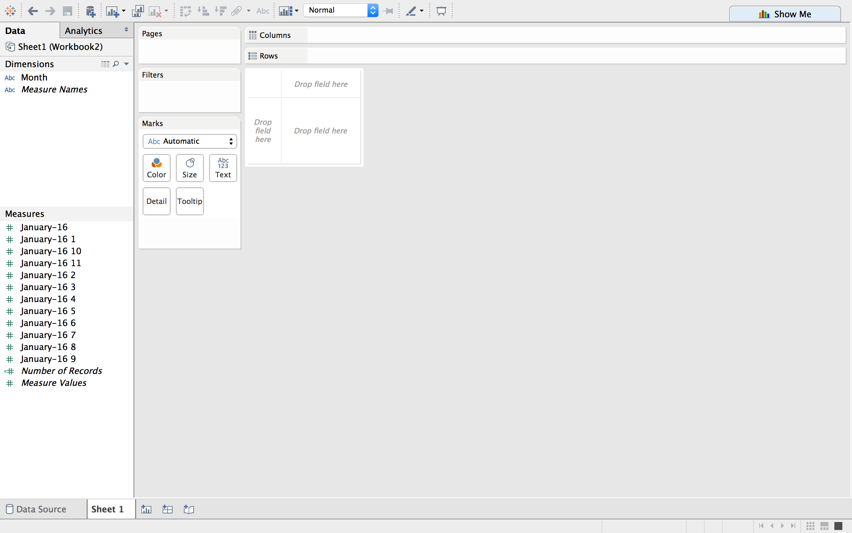 Abc
Normal
Show Me
Data
Analytics
Sheet1 (Workbook2)
Dimensions
Abc Month
Abc Measure Names
Measures
January-16
January-16 1
January-16 10
January-16 11
January-16 2
January-16 3
January-16 4
January-16 5
January-16 6
January-16 7
January-16 8
January-16 9
Number of Records
Measure Values
Pages
Filters
Marks
Abc Automatic
Color
Size
Abc
123
Text
Detail
Tooltip
Columns
Rows
Drop field here
Drop
field
here
Drop field here
Data Source
Sheet 1